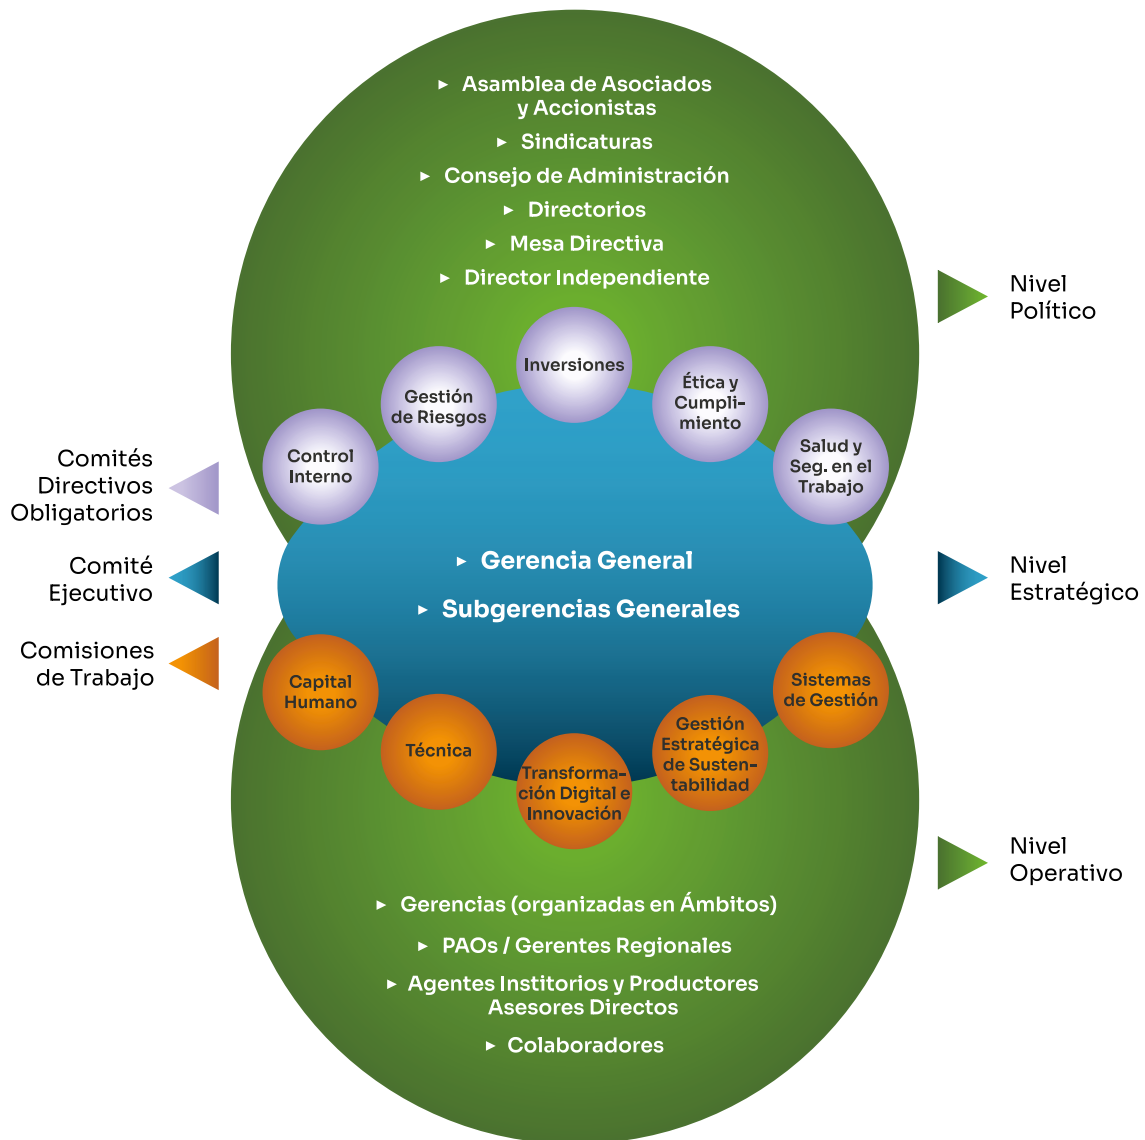 Asamblea de Asociados
y Accionistas
Sindicaturas
Consejo de Administración
Directorios
Mesa Directiva
Director Independiente
Nivel
Político
Inversiones
Gestión
de Riesgos
Ética y
Cumpli-
miento
Control
Interno
Salud y
Seg. en el
Trabajo
Comités
Directivos
Obligatorios
Comité
Ejecutivo
Comisiones
de Trabajo
Gerencia General
Subgerencias Generales
Nivel
Estratégico
Capital
Humano
Técnica
Transforma-
ción Digital e
Innovación
Gestión
Estratégica
de Susten-
tabilidad
Sistemas
de Gestión
Nivel
Operativo
Gerencias (organizadas en Ámbitos)
PAOs / Gerentes Regionales
Agentes Institorios y Productores
Asesores Directos
Colaboradores